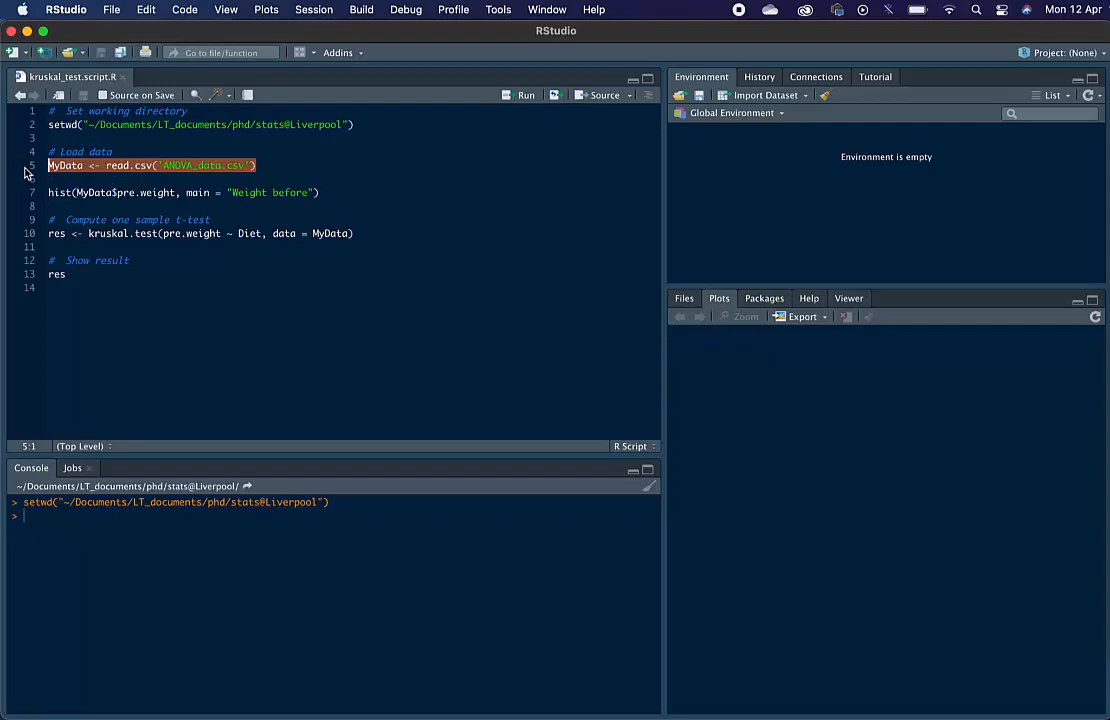 RStudio File Edit Code View Plots Session Build Debug Profile Tools Window Help Mon 12 Apr
RStudio
Go to file/function Addins Project: (None)
kruskal_test.script.R
Source on Save Run Source
1 # Set working directory
2 setwd("~/Documents/LT_documents/phd/stats@Liverpool")
3
4 # Load data
5 MyData <- read.csv('ANOVA_data.csv')
7 hist(MyData$pre.weight, main = "Weight before")
8
9 # Compute one sample t-test
10 res <- kruskal.test(pre.weight ~ Diet, data = MyData)
11
12 # Show result
13 res
14
5:1 (Top Level) R Script
Console Jobs
~/Documents/LT_documents/phd/stats@Liverpool/
> setwd("~/Documents/LT_documents/phd/stats@Liverpool")
>
Environment History Connections Tutorial
Import Dataset List
Global Environment
Environment is empty
Files Plots Packages Help Viewer
Zoom Export